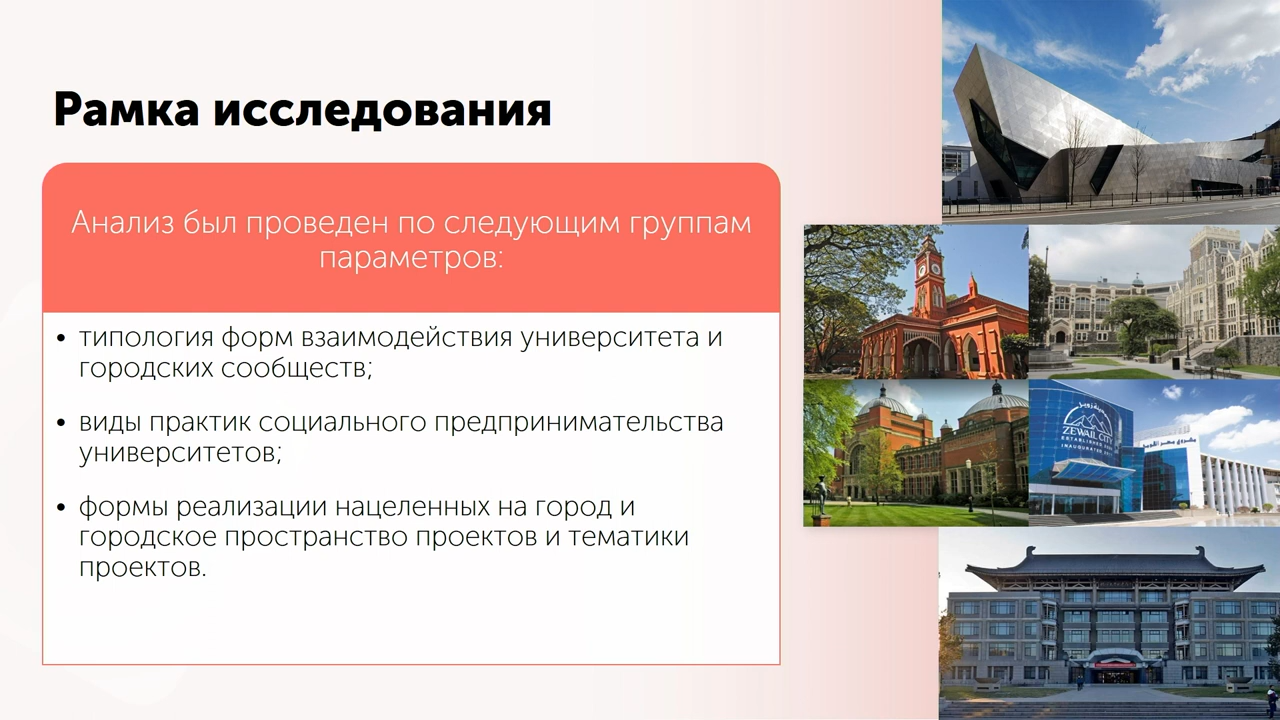 Рамка исследования
Анализ был проведен по следующим группам
параметров:
• типология форм взаимодействия университета и
городских сообществ;
• виды практик социального предпринимательства
университетов;
• формы реализации нацеленных на город и
городское пространство проектов и тематики
проектов.
ZEWAIL CITY